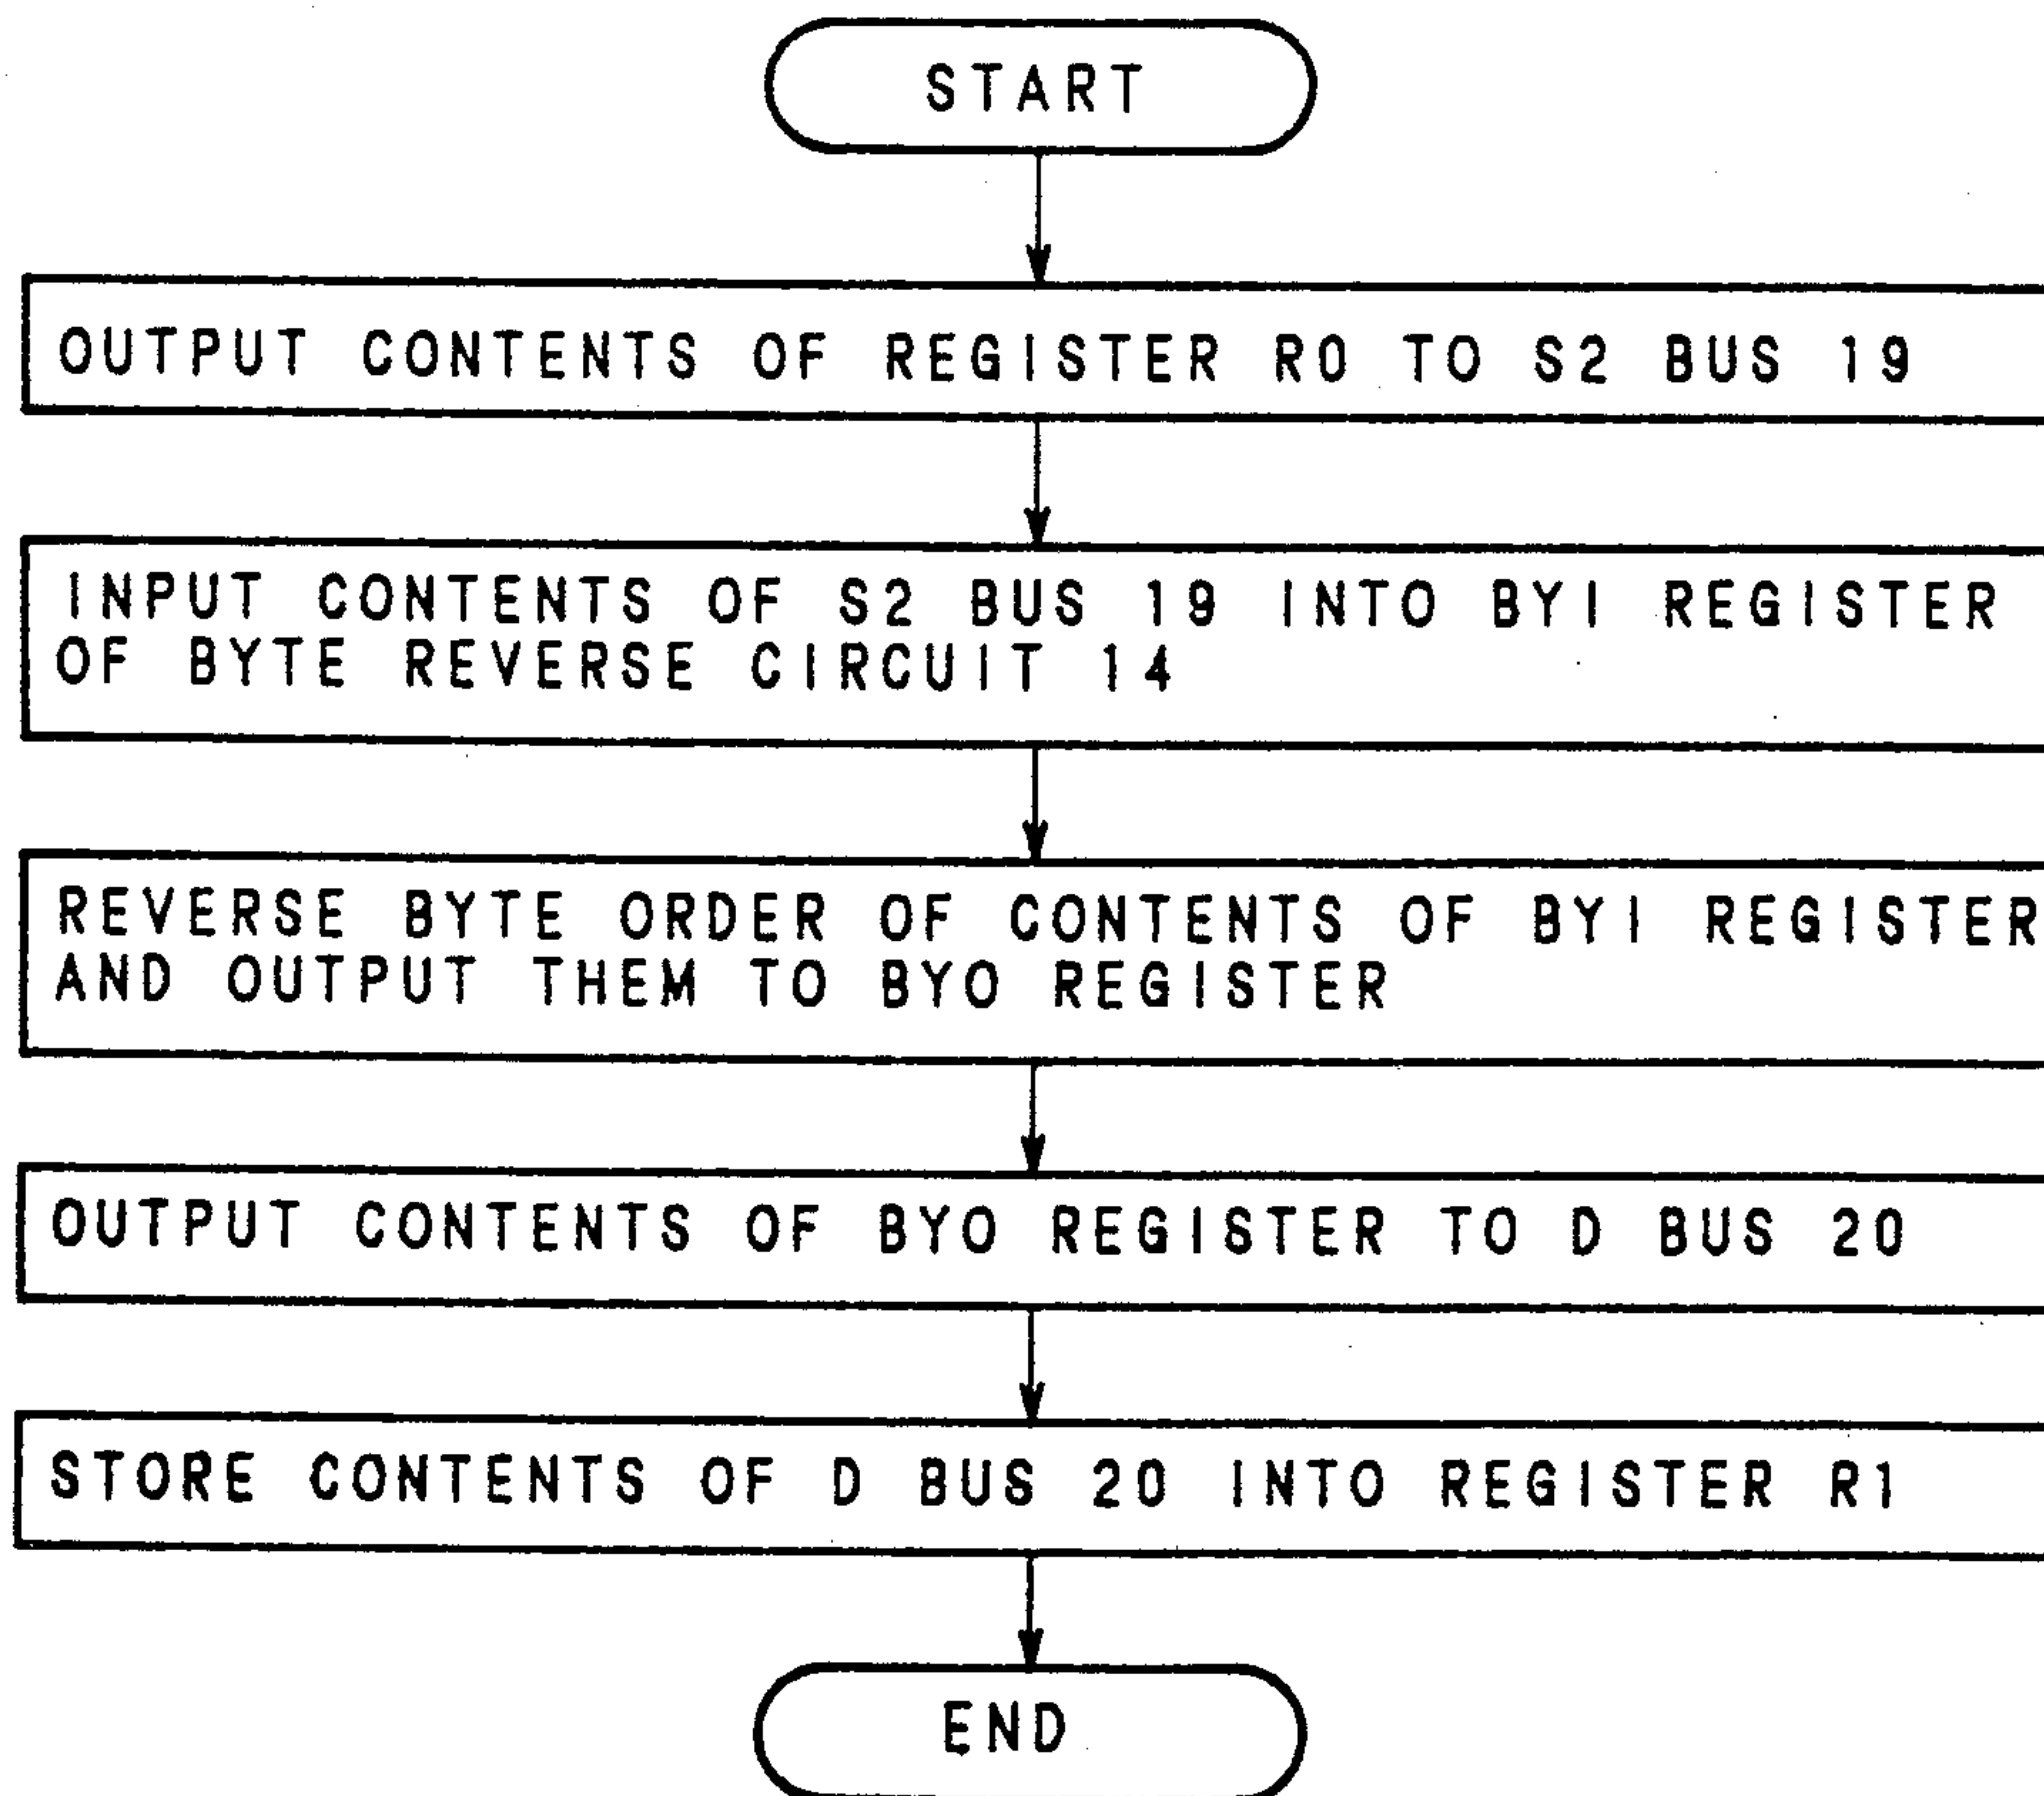 START
OUTPUT CONTENTS OF REGISTER R0 TO S2 BUS 19
INPUT CONTENTS OF S2 BUS 19 INTO BYI REGISTER
OF BYTE REVERSE CIRCUIT 14
REVERSE BYTE ORDER OF CONTENTS OF BYI REGISTER
AND OUTPUT THEM TO BYO REGISTER
OUTPUT CONTENTS OF BYO REGISTER TO D BUS 20
STORE CONTENTS OF D BUS 20 INTO REGISTER R1
END